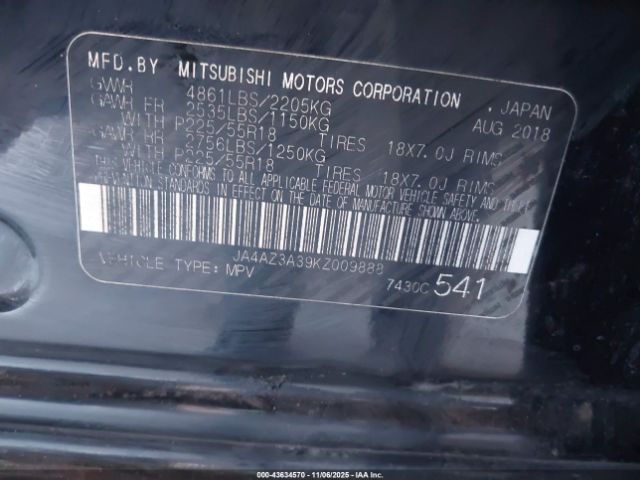 MFD.BY MITSUBISHI MOTORS CORPORATION, JAPAN
GVWR 4861LBS/2205KG AUG 2018
GAWR FR 2535LBS/1150KG
WITH P225/55R18 TIRES 18X7.0J RIMS
GAWR RR 2756LBS/1250KG
WITH P225/55R18 TIRES 18X7.0J RIMS
THIS VEHICLE CONFORMS TO ALL APPLICABLE FEDERAL MOTOR VEHICLE SAFETY AND THEFT
PREVENTION STANDARDS IN EFFECT ON THE DATE OF MANUFACTURE SHOWN ABOVE.
JA4AZ3A39KZ009888
VEHICLE TYPE: MPV 7430C 541
000-43634570 - 11/06/2025 - IAA Inc.